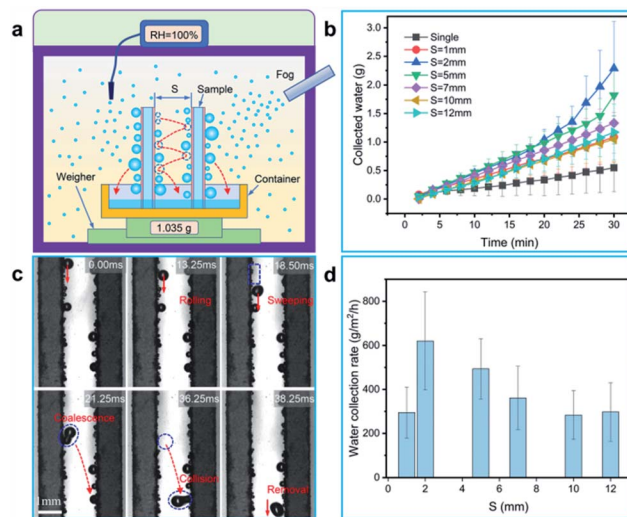 a
RH=100%
S
Sample
Fog
Weigher
Container
1.035 g
b
Collected water (g)
3.0
2.5
2.0
1.5
1.0
0.5
0.0
Single
S=1mm
S=2mm
S=5mm
S=7mm
S=10mm
S=12mm
0 5 10 15 20 25 30
Time (min)
c
0.00ms
13.25ms
18.50ms
Rolling
Sweeping
21.25ms
36.25ms
38.25ms
Coalescence
Collision
Removal
1mm
d
Water collection rate (g/m²/h)
800
600
400
200
0
0 2 4 6 8 10 12
S (mm)